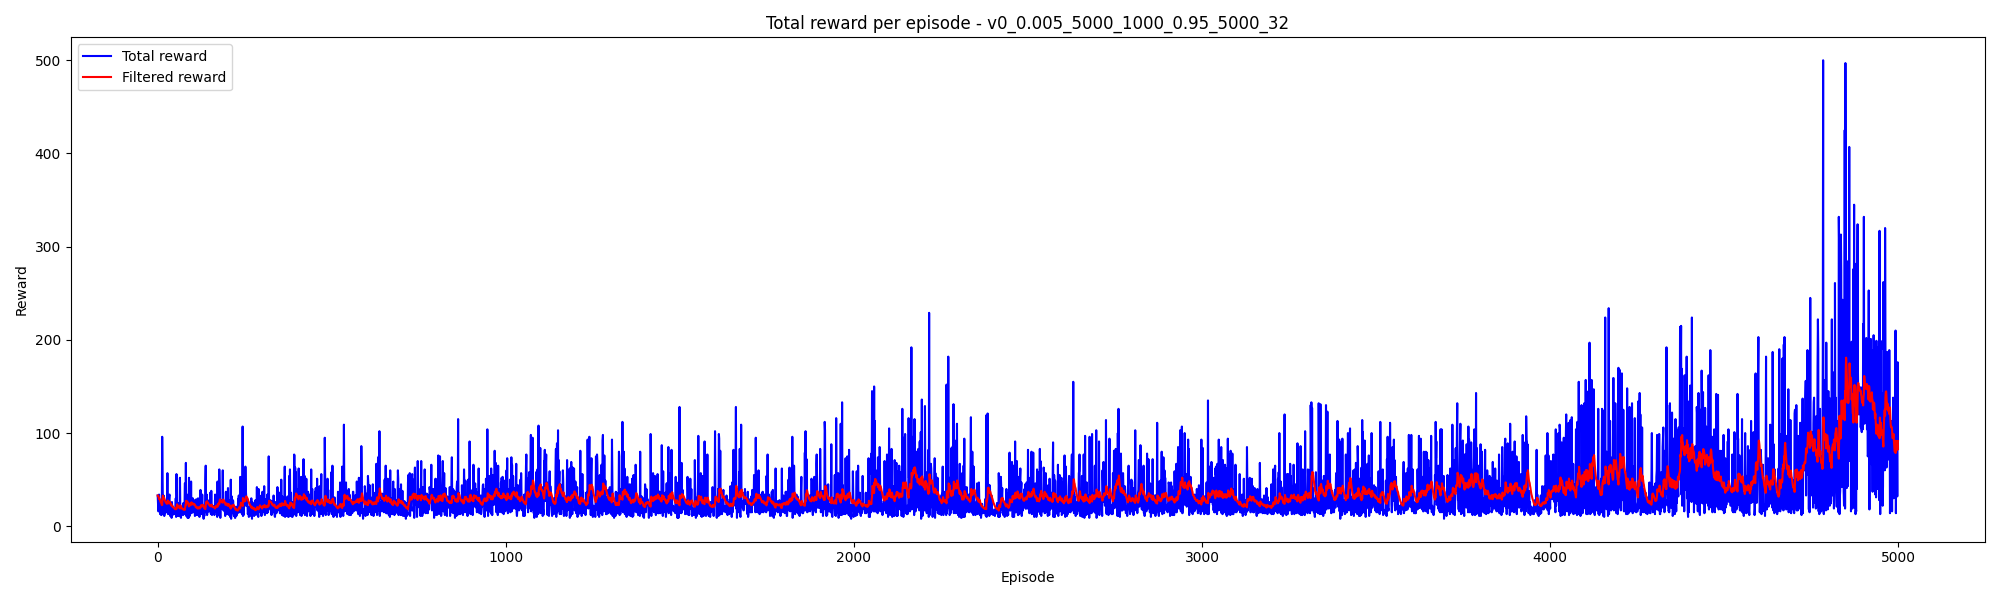 Total reward per episode - v0_0.005_5000_1000_0.95_5000_32
Total reward
Filtered reward
500
400
300
200
100
0
Reward
0 1000 2000 3000 4000 5000
Episode